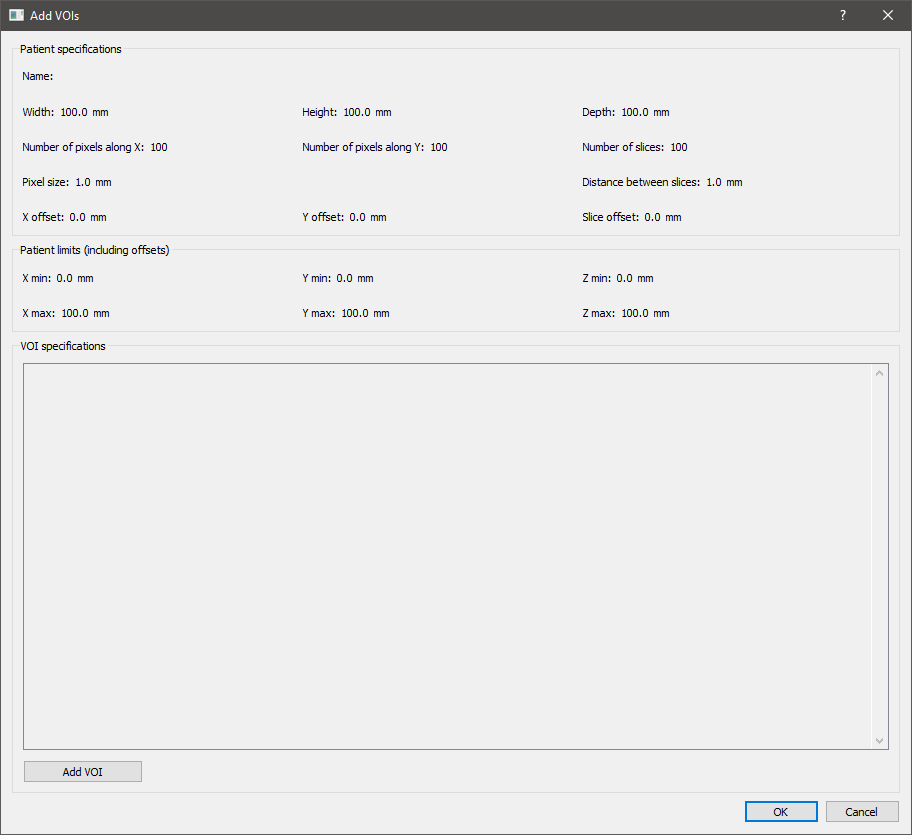 Add VOIs
?
Patient specifications
Name:
Width: 100.0 mm Height: 100.0 mm Depth: 100.0 mm
Number of pixels along X: 100 Number of pixels along Y: 100 Number of slices: 100
Pixel size: 1.0 mm Distance between slices: 1.0 mm
X offset: 0.0 mm Y offset: 0.0 mm Slice offset: 0.0 mm
Patient limits (including offsets)
X min: 0.0 mm Y min: 0.0 mm Z min: 0.0 mm
X max: 100.0 mm Y max: 100.0 mm Z max: 100.0 mm
VOI specifications
Add VOI
OK Cancel